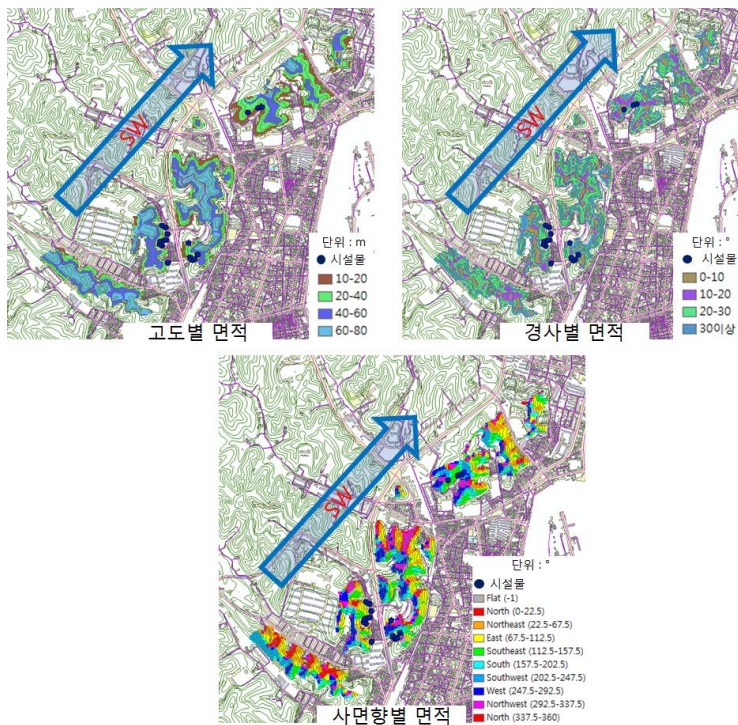 SW
단위 : m
시설물
10-20
20-40
40-60
60-80
고도별 면적
SW
단위 : °
시설물
0-10
10-20
20-30
30이상
경사별 면적
SW
단위 : °
시설물
Flat (-1)
North (0-22.5)
Northeast (22.5-67.5)
East (67.5-112.5)
Southeast (112.5-157.5)
South (157.5-202.5)
Southwest (202.5-247.5)
West (247.5-292.5)
Northwest (292.5-337.5)
North (337.5-360)
사면향별 면적